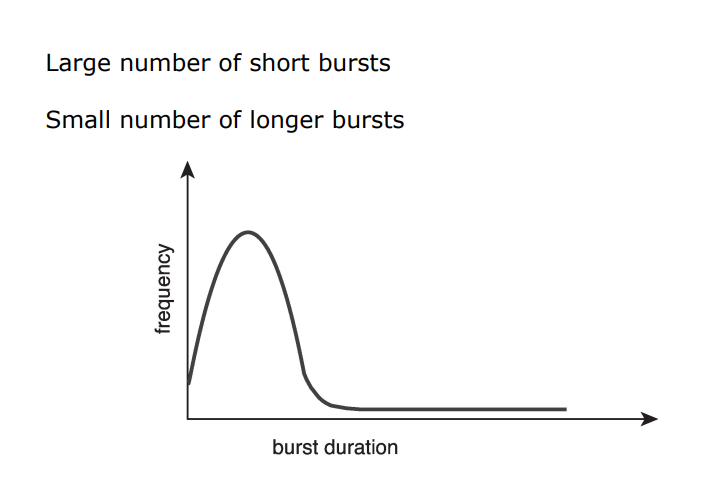 Large number of short bursts
Small number of longer bursts
frequency
burst duration